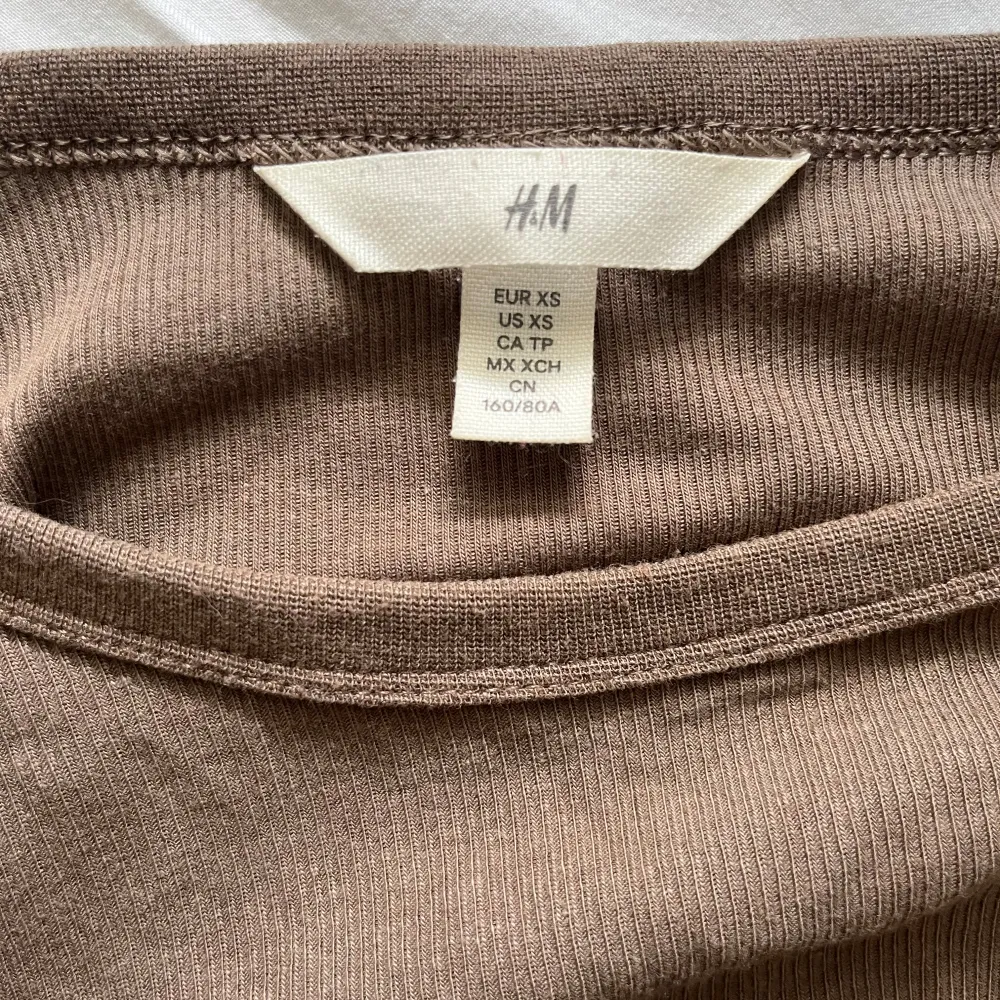 H&M
EUR XS
US XS
CA TP
MX XCH
CN
160/80A